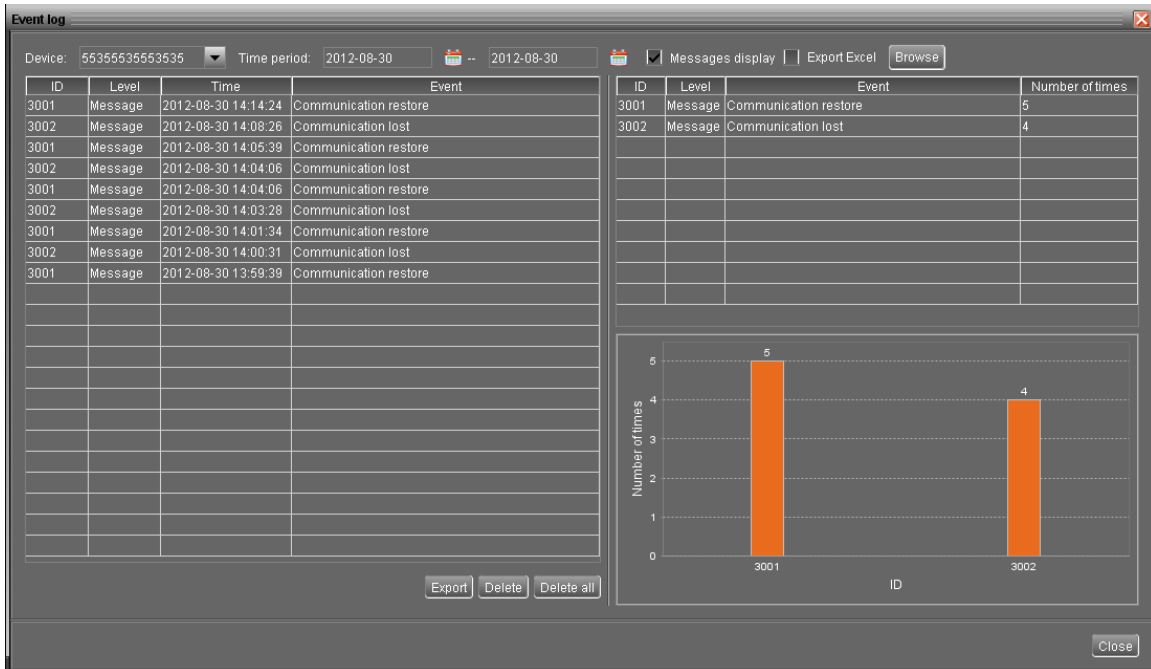 Event log
Device: 55355535553535 Time period: 2012-08-30 -- 2012-08-30 Messages display Export Excel Browse
ID Level Time Event
3001 Message 2012-08-30 14:14:24 Communication restore
3002 Message 2012-08-30 14:08:26 Communication lost
3001 Message 2012-08-30 14:05:39 Communication restore
3002 Message 2012-08-30 14:04:06 Communication lost
3001 Message 2012-08-30 14:04:06 Communication restore
3002 Message 2012-08-30 14:03:28 Communication lost
3001 Message 2012-08-30 14:01:34 Communication restore
3002 Message 2012-08-30 14:00:31 Communication lost
3001 Message 2012-08-30 13:59:39 Communication restore
Export Delete Delete all
ID Level Event Number of times
3001 Message Communication restore 5
3002 Message Communication lost 4
Number of times
5
4
3
2
1
0
5
4
3001 3002
ID
Close